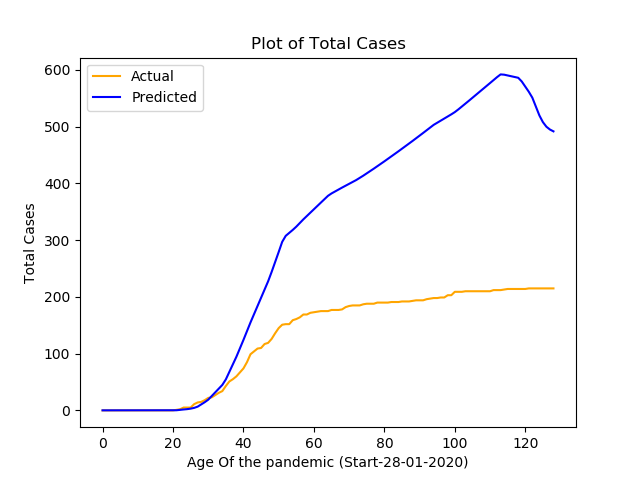 Plot of Total Cases
Actual
Predicted
600
500
400
300
200
100
0
Total Cases
0 20 40 60 80 100 120
Age Of the pandemic (Start-28-01-2020)